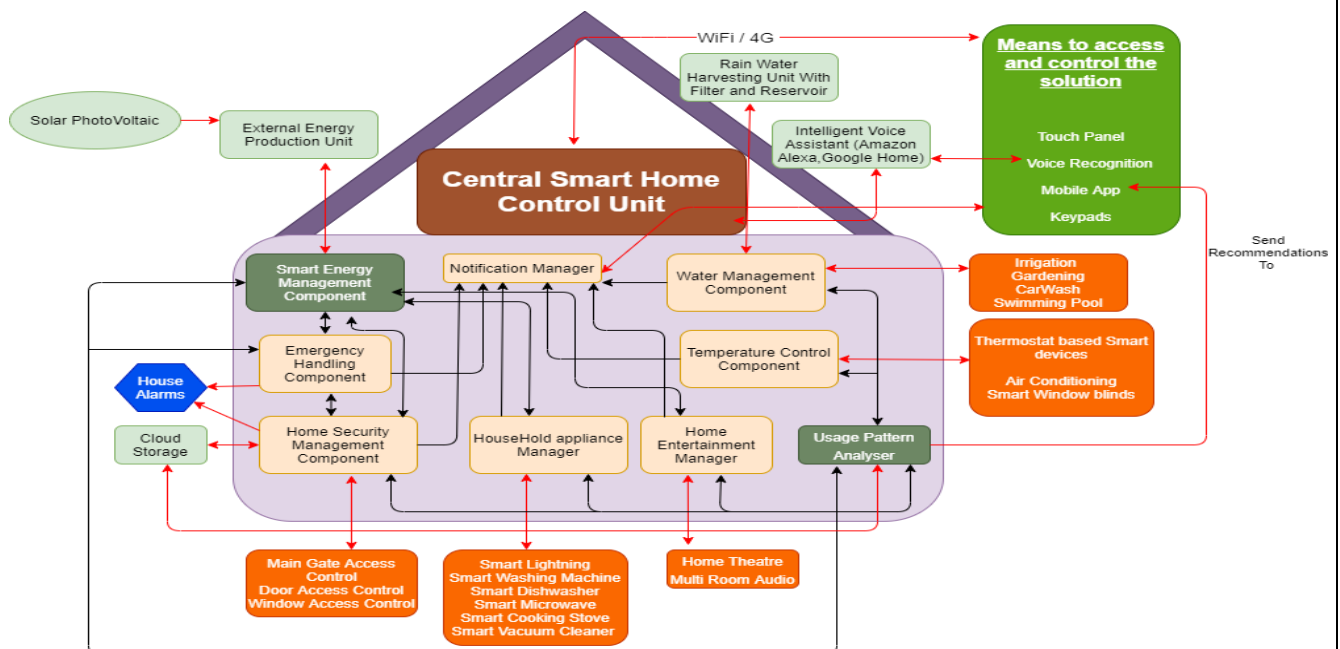 WiFi / 4G
Means to access
and control the
solution
Touch Panel
Voice Recognition
Mobile App
Keypads
Rain Water
Harvesting Unit With
Filter and Reservoir
Solar PhotoVoltaic
External Energy
Production Unit
Intelligent Voice
Assistant (Amazon
Alexa,Google Home)
Central Smart Home
Control Unit
Send
Recommendations
To
Smart Energy
Management
Component
Notification Manager
Water Management
Component
Irrigation
Gardening
CarWash
Swimming Pool
Emergency
Handling
Component
Temperature Control
Component
Thermostat based Smart
devices
Air Conditioning
Smart Window blinds
House
Alarms
Cloud
Storage
Home Security
Management
Component
HouseHold appliance
Manager
Home
Entertainment
Manager
Usage Pattern
Analyser
Main Gate Access
Control
Door Access Control
Window Access Control
Smart Lightning
Smart Washing Machine
Smart Dishwasher
Smart Microwave
Smart Cooking Stove
Smart Vacuum Cleaner
Home Theatre
Multi Room Audio